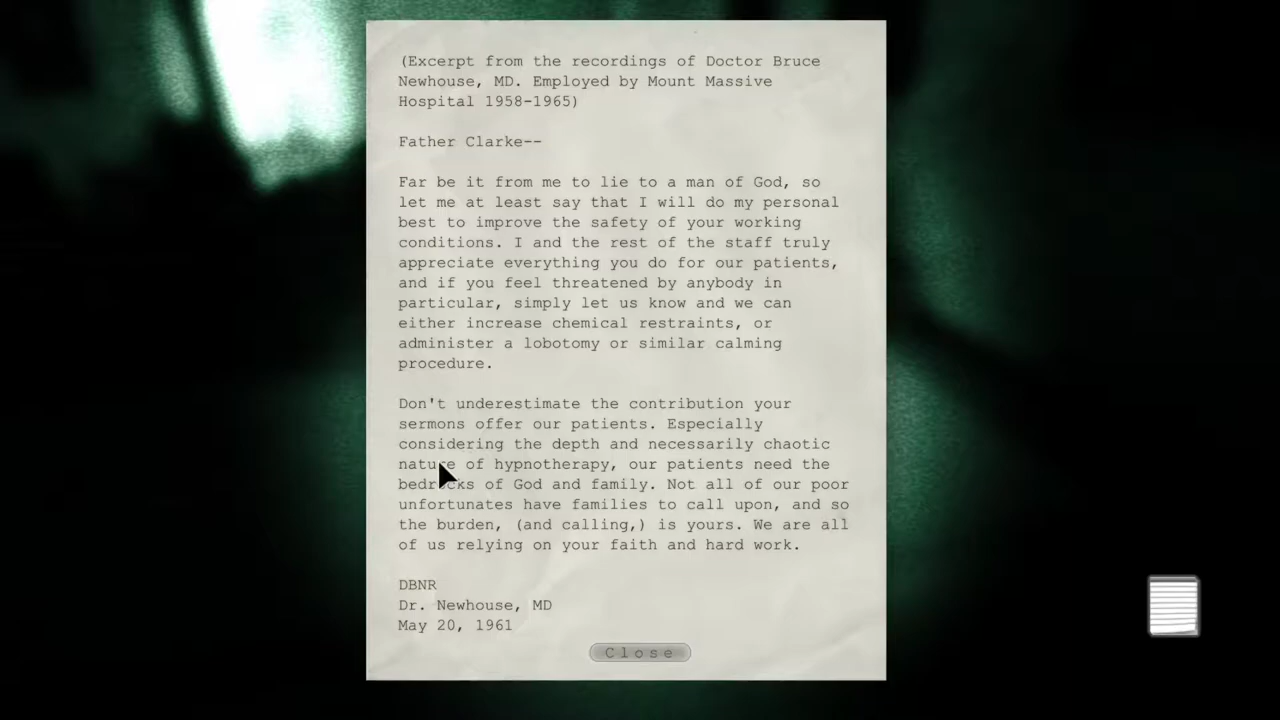 (Excerpt from the recordings of Doctor Bruce
Newhouse, MD. Employed by Mount Massive
Hospital 1958-1965)
Father Clarke--
Far be it from me to lie to a man of God, so
let me at least say that I will do my personal
best to improve the safety of your working
conditions. I and the rest of the staff truly
appreciate everything you do for our patients,
and if you feel threatened by anybody in
particular, simply let us know and we can
either increase chemical restraints, or
administer a lobotomy or similar calming
procedure.
Don't underestimate the contribution your
sermons offer our patients. Especially
considering the depth and necessarily chaotic
nature of hypnotherapy, our patients need the
bedrocks of God and family. Not all of our poor
unfortunates have families to call upon, and so
the burden, (and calling,) is yours. We are all
of us relying on your faith and hard work.
DBNR
Dr. Newhouse, MD
May 20, 1961
Close